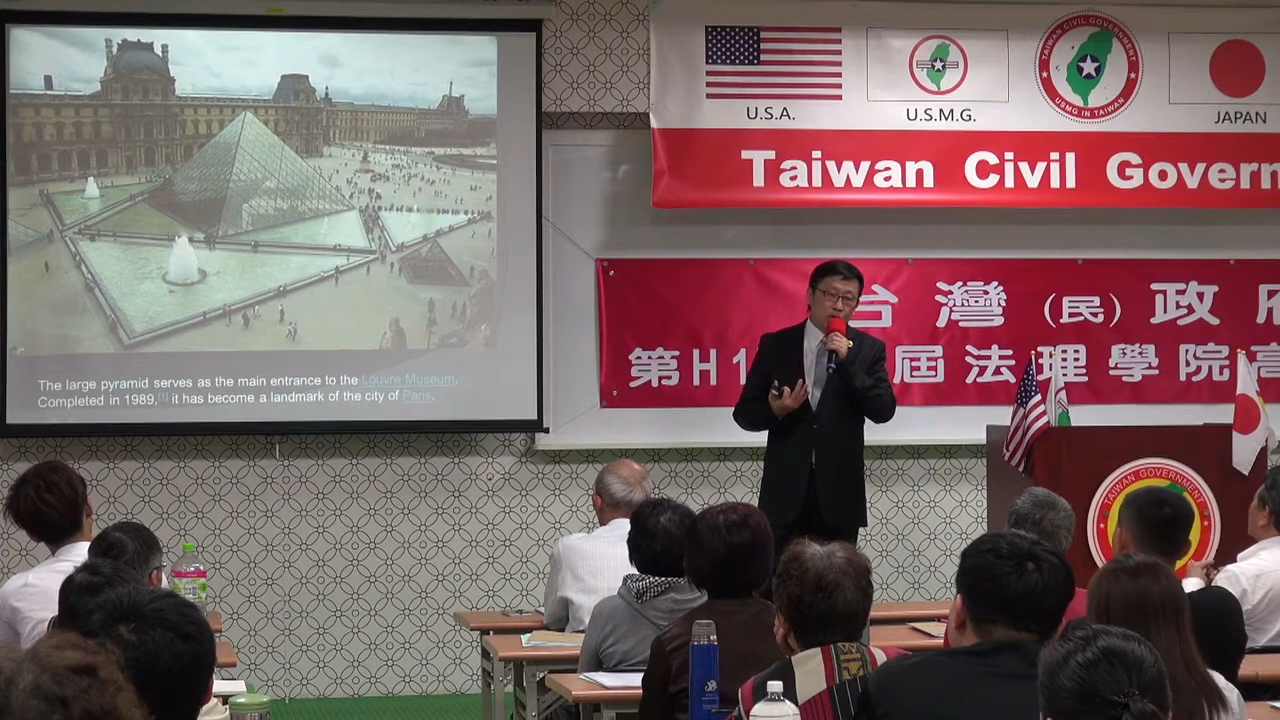 The large pyramid serves as the main entrance to the Louvre Museum.
Completed in 1989,[1] it has become a landmark of the city of Paris.
U.S.A.
U.S.M.G.
TAIWAN CIVIL GOVERNMENT
USMG IN TAIWAN
JAPAN
Taiwan Civil Govern
台灣(民)政府
第H1 屆法理學院高
TAIWAN GOVERNMENT